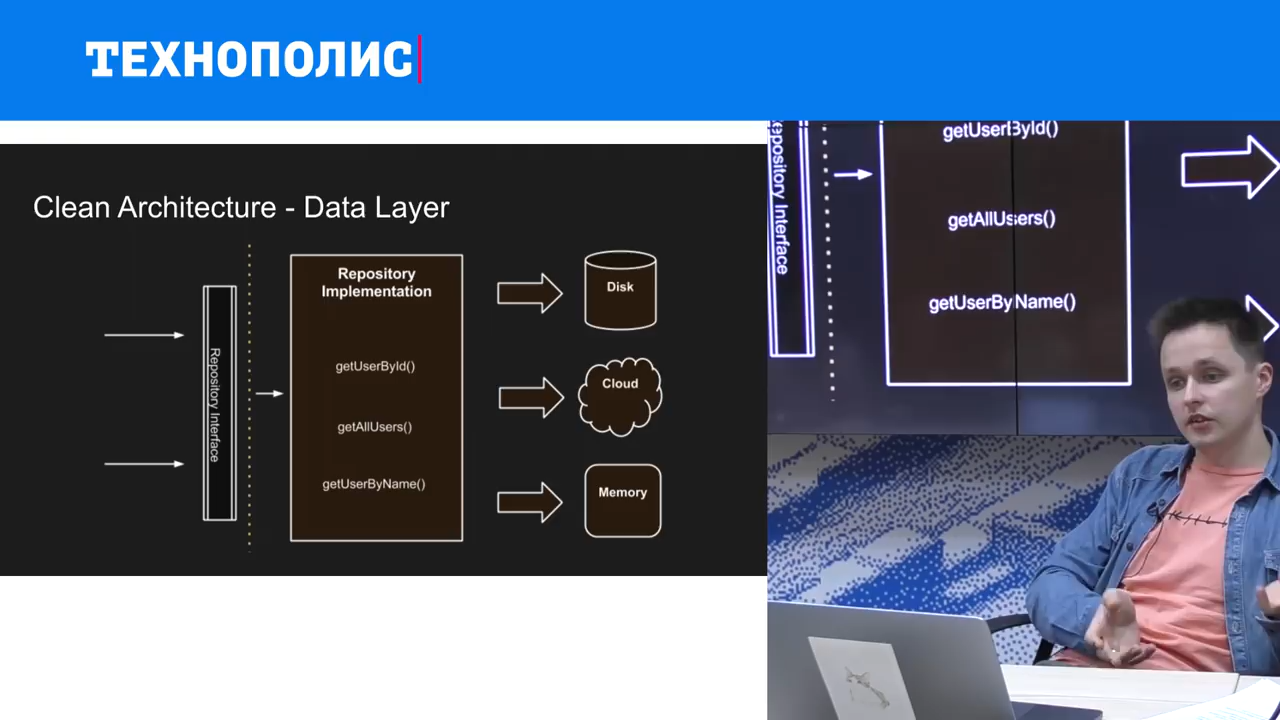 ТЕХНОПОЛИС
Clean Architecture - Data Layer
Repository Interface
Repository
Implementation
getUserById()
getAllUsers()
getUserByName()
Disk
Cloud
Memory
Repository Interface
getUserById()
getAllUsers()
getUserByName()